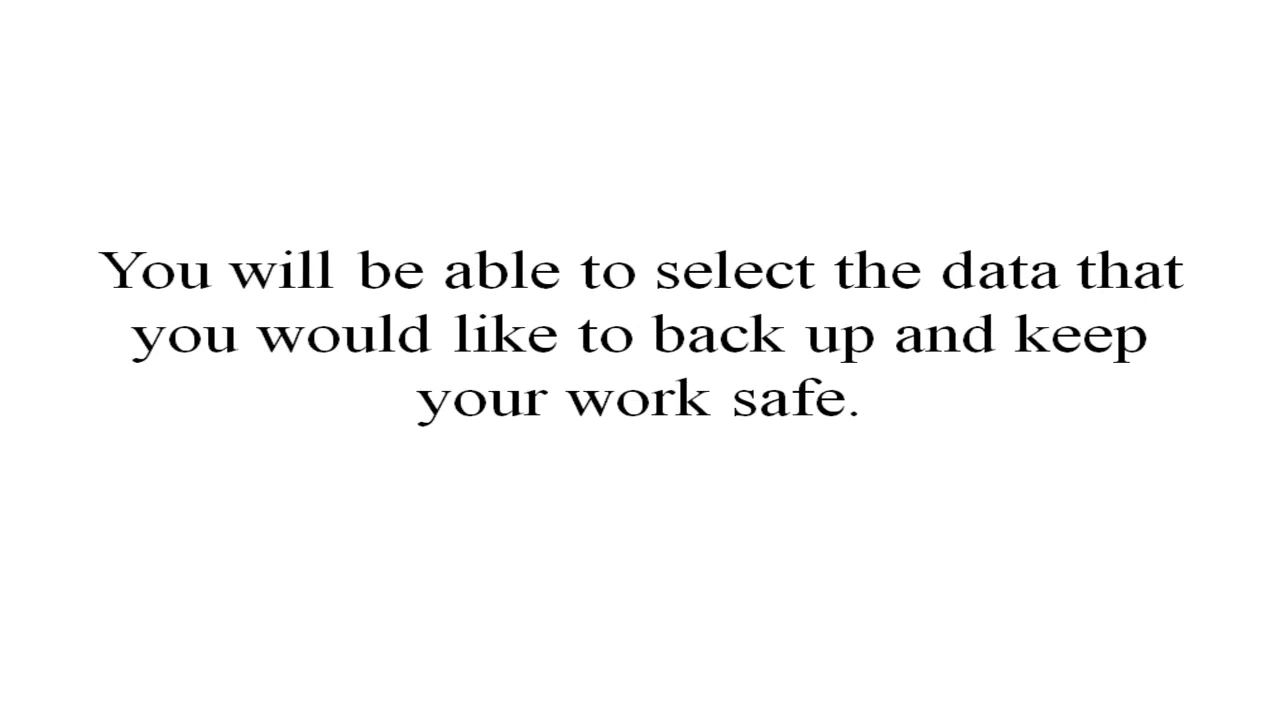 You will be able to select the data that
you would like to back up and keep
your work safe.